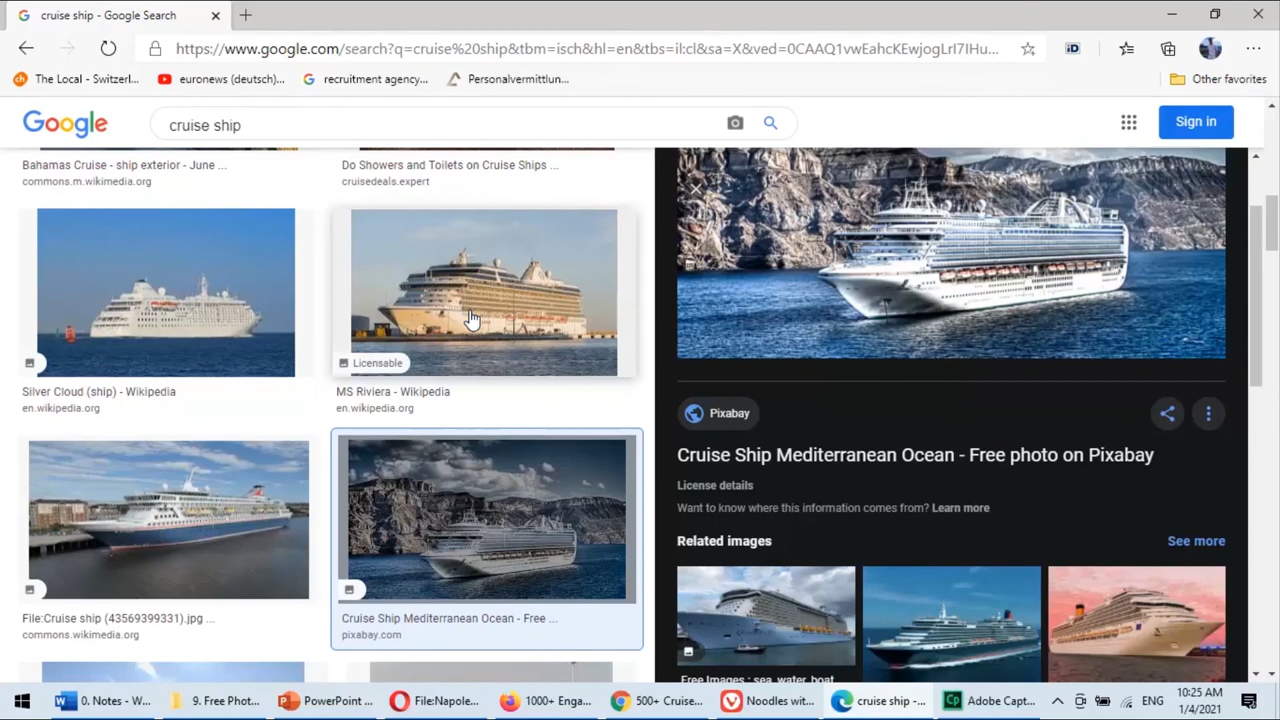 cruise ship - Google Search
https://www.google.com/search?q=cruise%20ship&tbm=isch&hl=en&tbs=il:cl&sa=X&ved=0CAAQ1vwEahcKEwjogLrI7IHu...
The Local - Switzerl...
euronews (deutsch)...
recruitment agency...
Personalvermittlun...
Other favorites
Google
cruise ship
Sign in
Bahamas Cruise - ship exterior - June ...
commons.m.wikimedia.org
Do Showers and Toilets on Cruise Ships ...
cruisedeals.expert
Licensable
Silver Cloud (ship) - Wikipedia
en.wikipedia.org
MS Riviera - Wikipedia
en.wikipedia.org
File:Cruise ship (43569399331).jpg ...
commons.wikimedia.org
Cruise Ship Mediterranean Ocean - Free ...
pixabay.com
Pixabay
Cruise Ship Mediterranean Ocean - Free photo on Pixabay
License details
Want to know where this information comes from? Learn more
Related images
See more
Free Images : sea, water, boat
0. Notes - W...
9. Free Phot...
PowerPoint ...
File:Napole...
1000+ Enga...
500+ Cruise...
Noodles wit...
cruise ship -...
Adobe Capt...
ENG
10:25 AM
1/4/2021